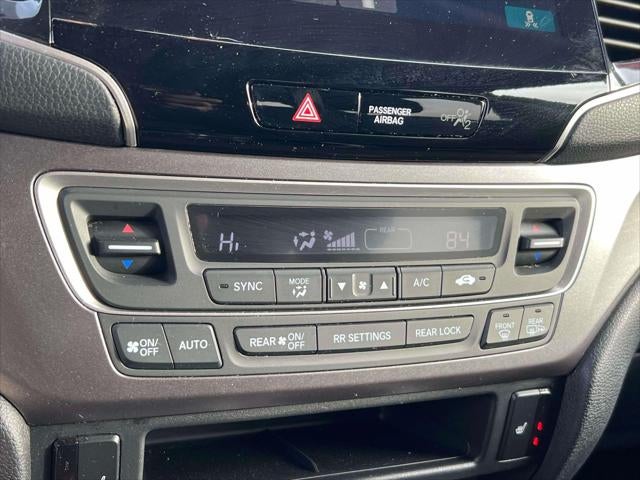 PASSENGER
AIRBAG
OFF
2
Hi
REAR
84
SYNC
MODE
A/C
ON/
OFF
AUTO
REAR ON/
OFF
RR SETTINGS
REAR LOCK
FRONT
REAR